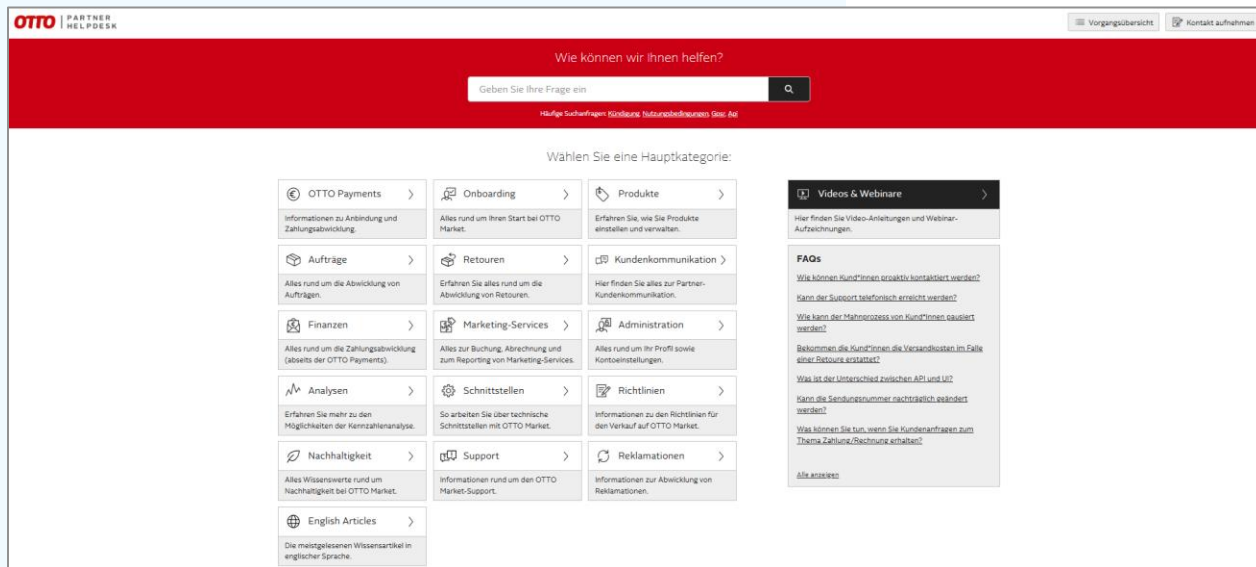 OTTO | PARTNER
HELPDESK
Vorgangsübersicht
Kontakt aufnehmen
Wie können wir Ihnen helfen?
Geben Sie Ihre Frage ein
Häufige Suchanfragen: Kündigung, Nutzungsbedingungen, Gpsr, Api
Wählen Sie eine Hauptkategorie:
OTTO Payments
Informationen zu Anbindung und
Zahlungsabwicklung.
Onboarding
Alles rund um Ihren Start bei OTTO
Market.
Produkte
Erfahren Sie, wie Sie Produkte
einstellen und verwalten.
Aufträge
Alles rund um die Abwicklung von
Aufträgen.
Retouren
Erfahren Sie alles rund um die
Abwicklung von Retouren.
Kundenkommunikation
Hier finden Sie alles zur Partner-
Kundenkommunikation.
Finanzen
Alles rund um die Zahlungsabwicklung
(abseits der OTTO Payments).
Marketing-Services
Alles zur Buchung, Abrechnung und
zum Reporting von Marketing-Services.
Administration
Alles rund um Ihr Profil sowie
Kontoeinstellungen.
Analysen
Erfahren Sie mehr zu den
Möglichkeiten der Kennzahlenanalyse.
Schnittstellen
So arbeiten Sie über technische
Schnittstellen mit OTTO Market.
Richtlinien
Informationen zu den Richtlinien für
den Verkauf auf OTTO Market.
Nachhaltigkeit
Alles Wissenswerte rund um
Nachhaltigkeit bei OTTO Market.
Support
Informationen rund um den OTTO
Market-Support.
Reklamationen
Informationen zur Abwicklung von
Reklamationen.
English Articles
Die meistgelesenen Wissensartikel in
englischer Sprache.
Videos & Webinare
Hier finden Sie Video-Anleitungen und Webinar-
Aufzeichnungen.
FAQs
Wie können Kund*innen proaktiv kontaktiert werden?
Kann der Support telefonisch erreicht werden?
Wie kann der Mahnprozess von Kund*innen pausiert
werden?
Bekommen die Kund*innen die Versandkosten im Falle
einer Retoure erstattet?
Was ist der Unterschied zwischen API und UI?
Kann die Sendungsnummer nachträglich geändert
werden?
Was können Sie tun, wenn Sie Kundenanfragen zum
Thema Zahlung/Rechnung erhalten?
Alle anzeigen